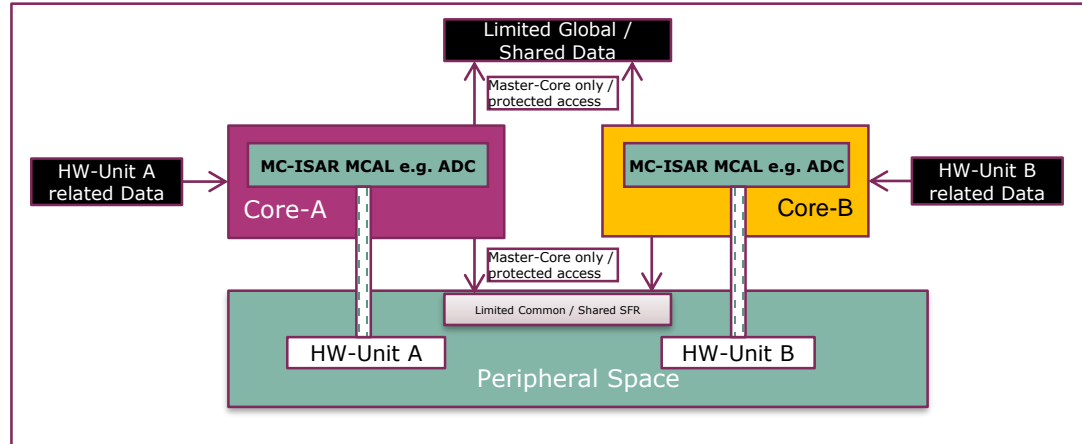 Limited Global /
Shared Data
Master-Core only /
protected access
MC-ISAR MCAL e.g. ADC
Core-A
MC-ISAR MCAL e.g. ADC
Core-B
HW-Unit A
related Data
HW-Unit B
related Data
Master-Core only /
protected access
Limited Common / Shared SFR
HW-Unit A
HW-Unit B
Peripheral Space